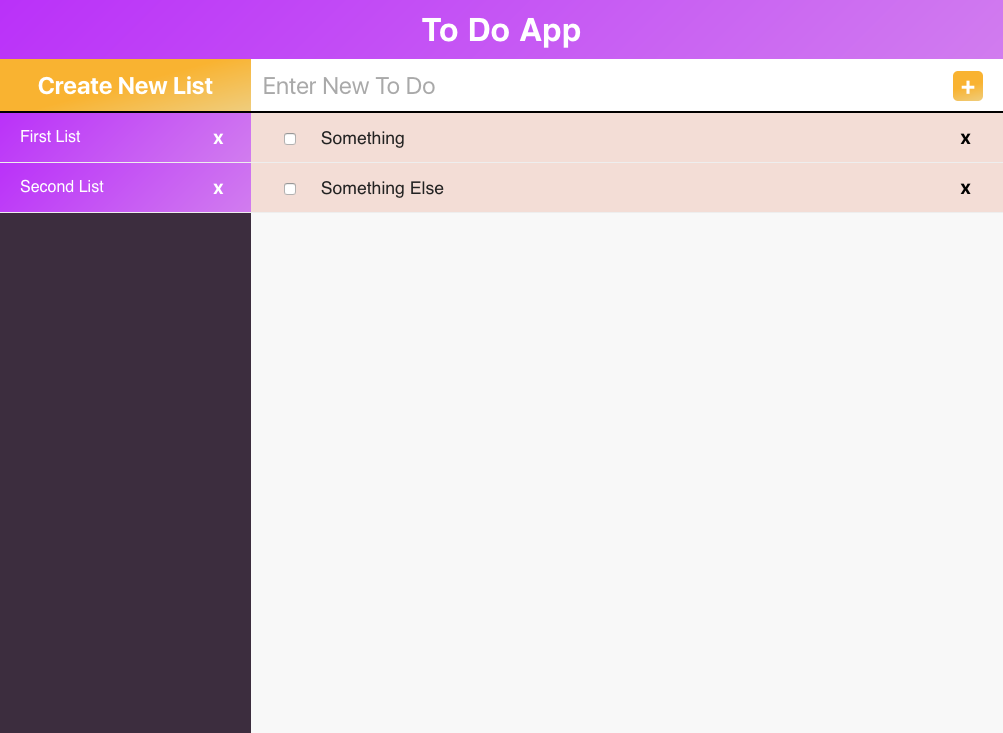 To Do App
Create New List
Enter New To Do
+
First List
x
Something
x
Second List
x
Something Else
x